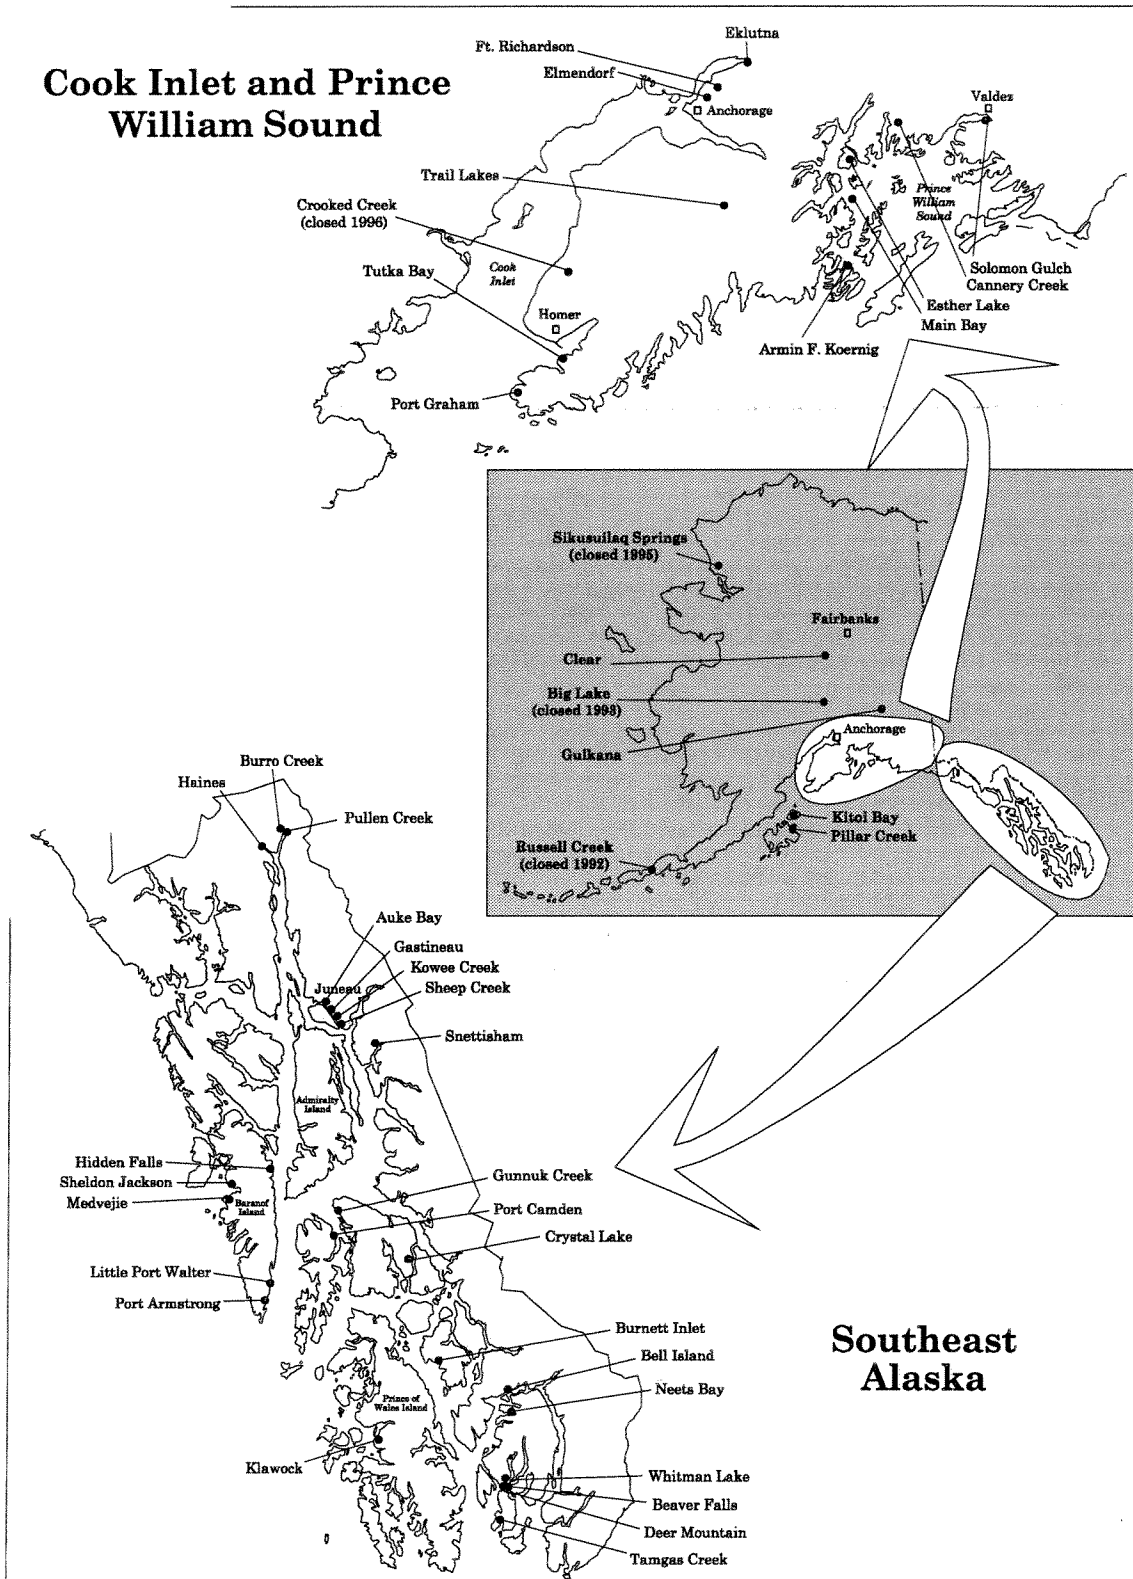 Cook Inlet and Prince
William Sound
Eklutna
Ft. Richardson
Elmendorf
Anchorage
Valdez
Trail Lakes
Crooked Creek
(closed 1996)
Prince
William
Sound
Cook
Inlet
Tutka Bay
Homer
Solomon Gulch
Cannery Creek
Esther Lake
Main Bay
Armin F. Koernig
Port Graham
Sikusuilaq Springs
(closed 1995)
Fairbanks
Clear
Big Lake
(closed 1993)
Gulkana
Anchorage
Kitoi Bay
Pillar Creek
Russell Creek
(closed 1992)
Burro Creek
Haines
Pullen Creek
Auke Bay
Gastineau
Kowee Creek
Juneau
Sheep Creek
Snettisham
Admiralty
Island
Hidden Falls
Sheldon Jackson
Medvejie
Baranof
Island
Gunnuk Creek
Port Camden
Crystal Lake
Little Port Walter
Port Armstrong
Burnett Inlet
Bell Island
Neets Bay
Southeast
Alaska
Prince of
Wales Island
Klawock
Whitman Lake
Beaver Falls
Deer Mountain
Tamgas Creek